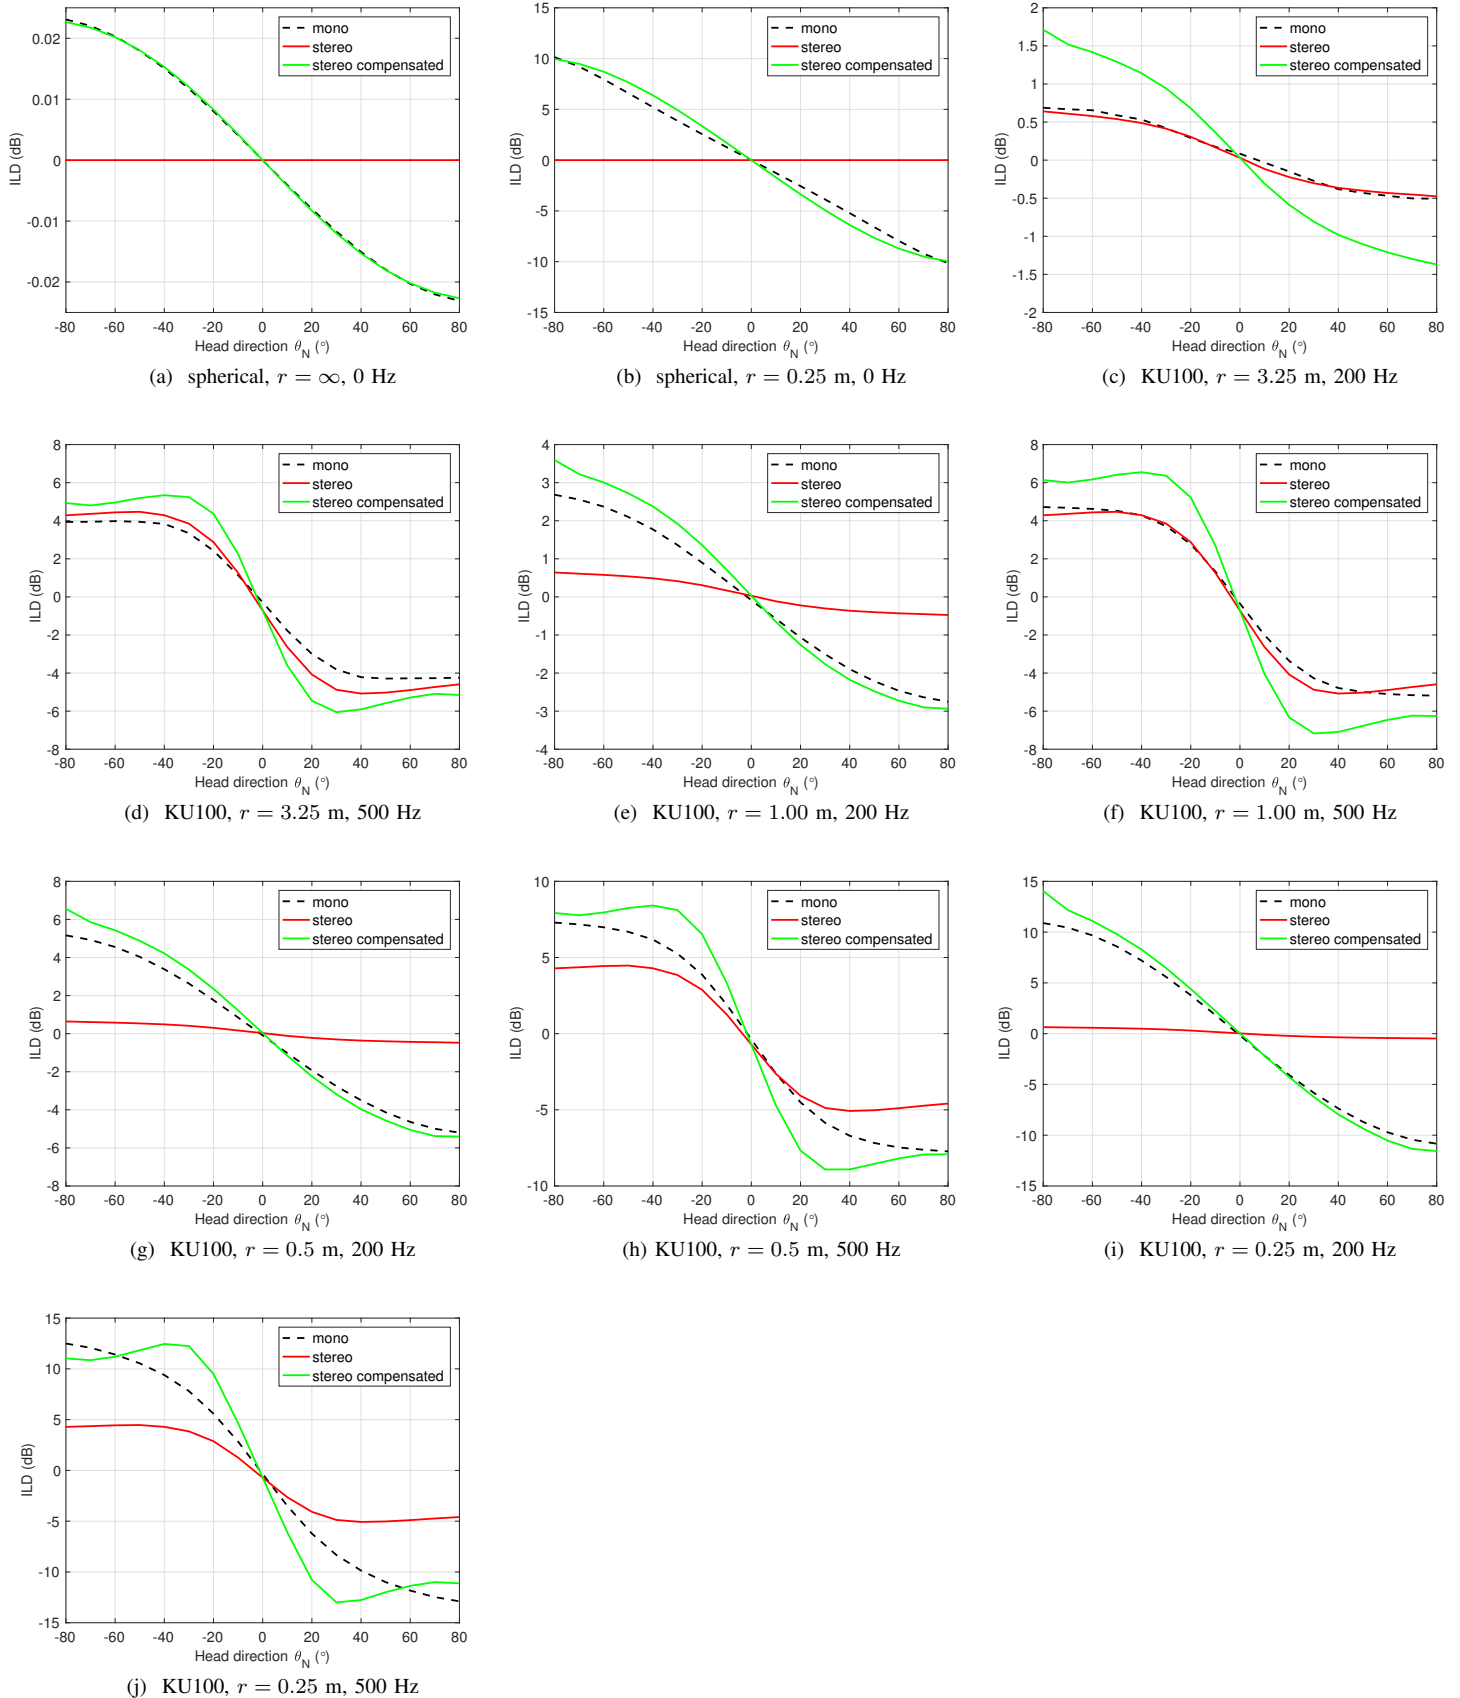 0.02
0.01
0
-0.01
-0.02
ILD (dB)
mono
stereo
stereo compensated
-80 -60 -40 -20 0 20 40 60 80
Head direction θ_N (°)
(a) spherical, r = ∞, 0 Hz
15
10
5
0
-5
-10
-15
ILD (dB)
mono
stereo
stereo compensated
-80 -60 -40 -20 0 20 40 60 80
Head direction θ_N (°)
(b) spherical, r = 0.25 m, 0 Hz
2
1.5
1
0.5
0
-0.5
-1
-1.5
-2
ILD (dB)
mono
stereo
stereo compensated
-80 -60 -40 -20 0 20 40 60 80
Head direction θ_N (°)
(c) KU100, r = 3.25 m, 200 Hz
8
6
4
2
0
-2
-4
-6
-8
ILD (dB)
mono
stereo
stereo compensated
-80 -60 -40 -20 0 20 40 60 80
Head direction θ_N (°)
(d) KU100, r = 3.25 m, 500 Hz
4
3
2
1
0
-1
-2
-3
-4
ILD (dB)
mono
stereo
stereo compensated
-80 -60 -40 -20 0 20 40 60 80
Head direction θ_N (°)
(e) KU100, r = 1.00 m, 200 Hz
8
6
4
2
0
-2
-4
-6
-8
ILD (dB)
mono
stereo
stereo compensated
-80 -60 -40 -20 0 20 40 60 80
Head direction θ_N (°)
(f) KU100, r = 1.00 m, 500 Hz
8
6
4
2
0
-2
-4
-6
-8
ILD (dB)
mono
stereo
stereo compensated
-80 -60 -40 -20 0 20 40 60 80
Head direction θ_N (°)
(g) KU100, r = 0.5 m, 200 Hz
10
5
0
-5
-10
ILD (dB)
mono
stereo
stereo compensated
-80 -60 -40 -20 0 20 40 60 80
Head direction θ_N (°)
(h) KU100, r = 0.5 m, 500 Hz
15
10
5
0
-5
-10
-15
ILD (dB)
mono
stereo
stereo compensated
-80 -60 -40 -20 0 20 40 60 80
Head direction θ_N (°)
(i) KU100, r = 0.25 m, 200 Hz
15
10
5
0
-5
-10
-15
ILD (dB)
mono
stereo
stereo compensated
-80 -60 -40 -20 0 20 40 60 80
Head direction θ_N (°)
(j) KU100, r = 0.25 m, 500 Hz